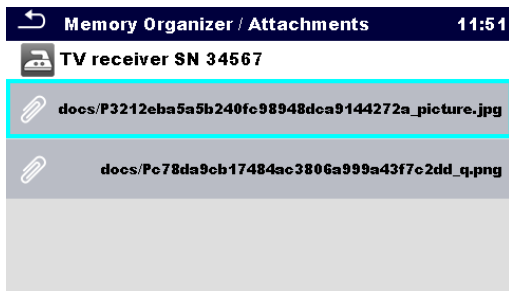 Memory Organizer / Attachments 11:51
TV receiver SN 34567
docs/P3212eba5a5b240fc98948dca9144272a_picture.jpg
docs/Pc78da9cb17484ac3806a999a43f7c2dd_q.png